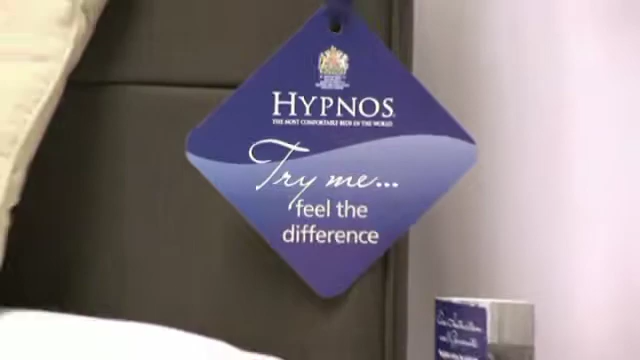 HYPNOS
THE MOST COMFORTABLE BEDS IN THE WORLD
Try me...
feel the
difference